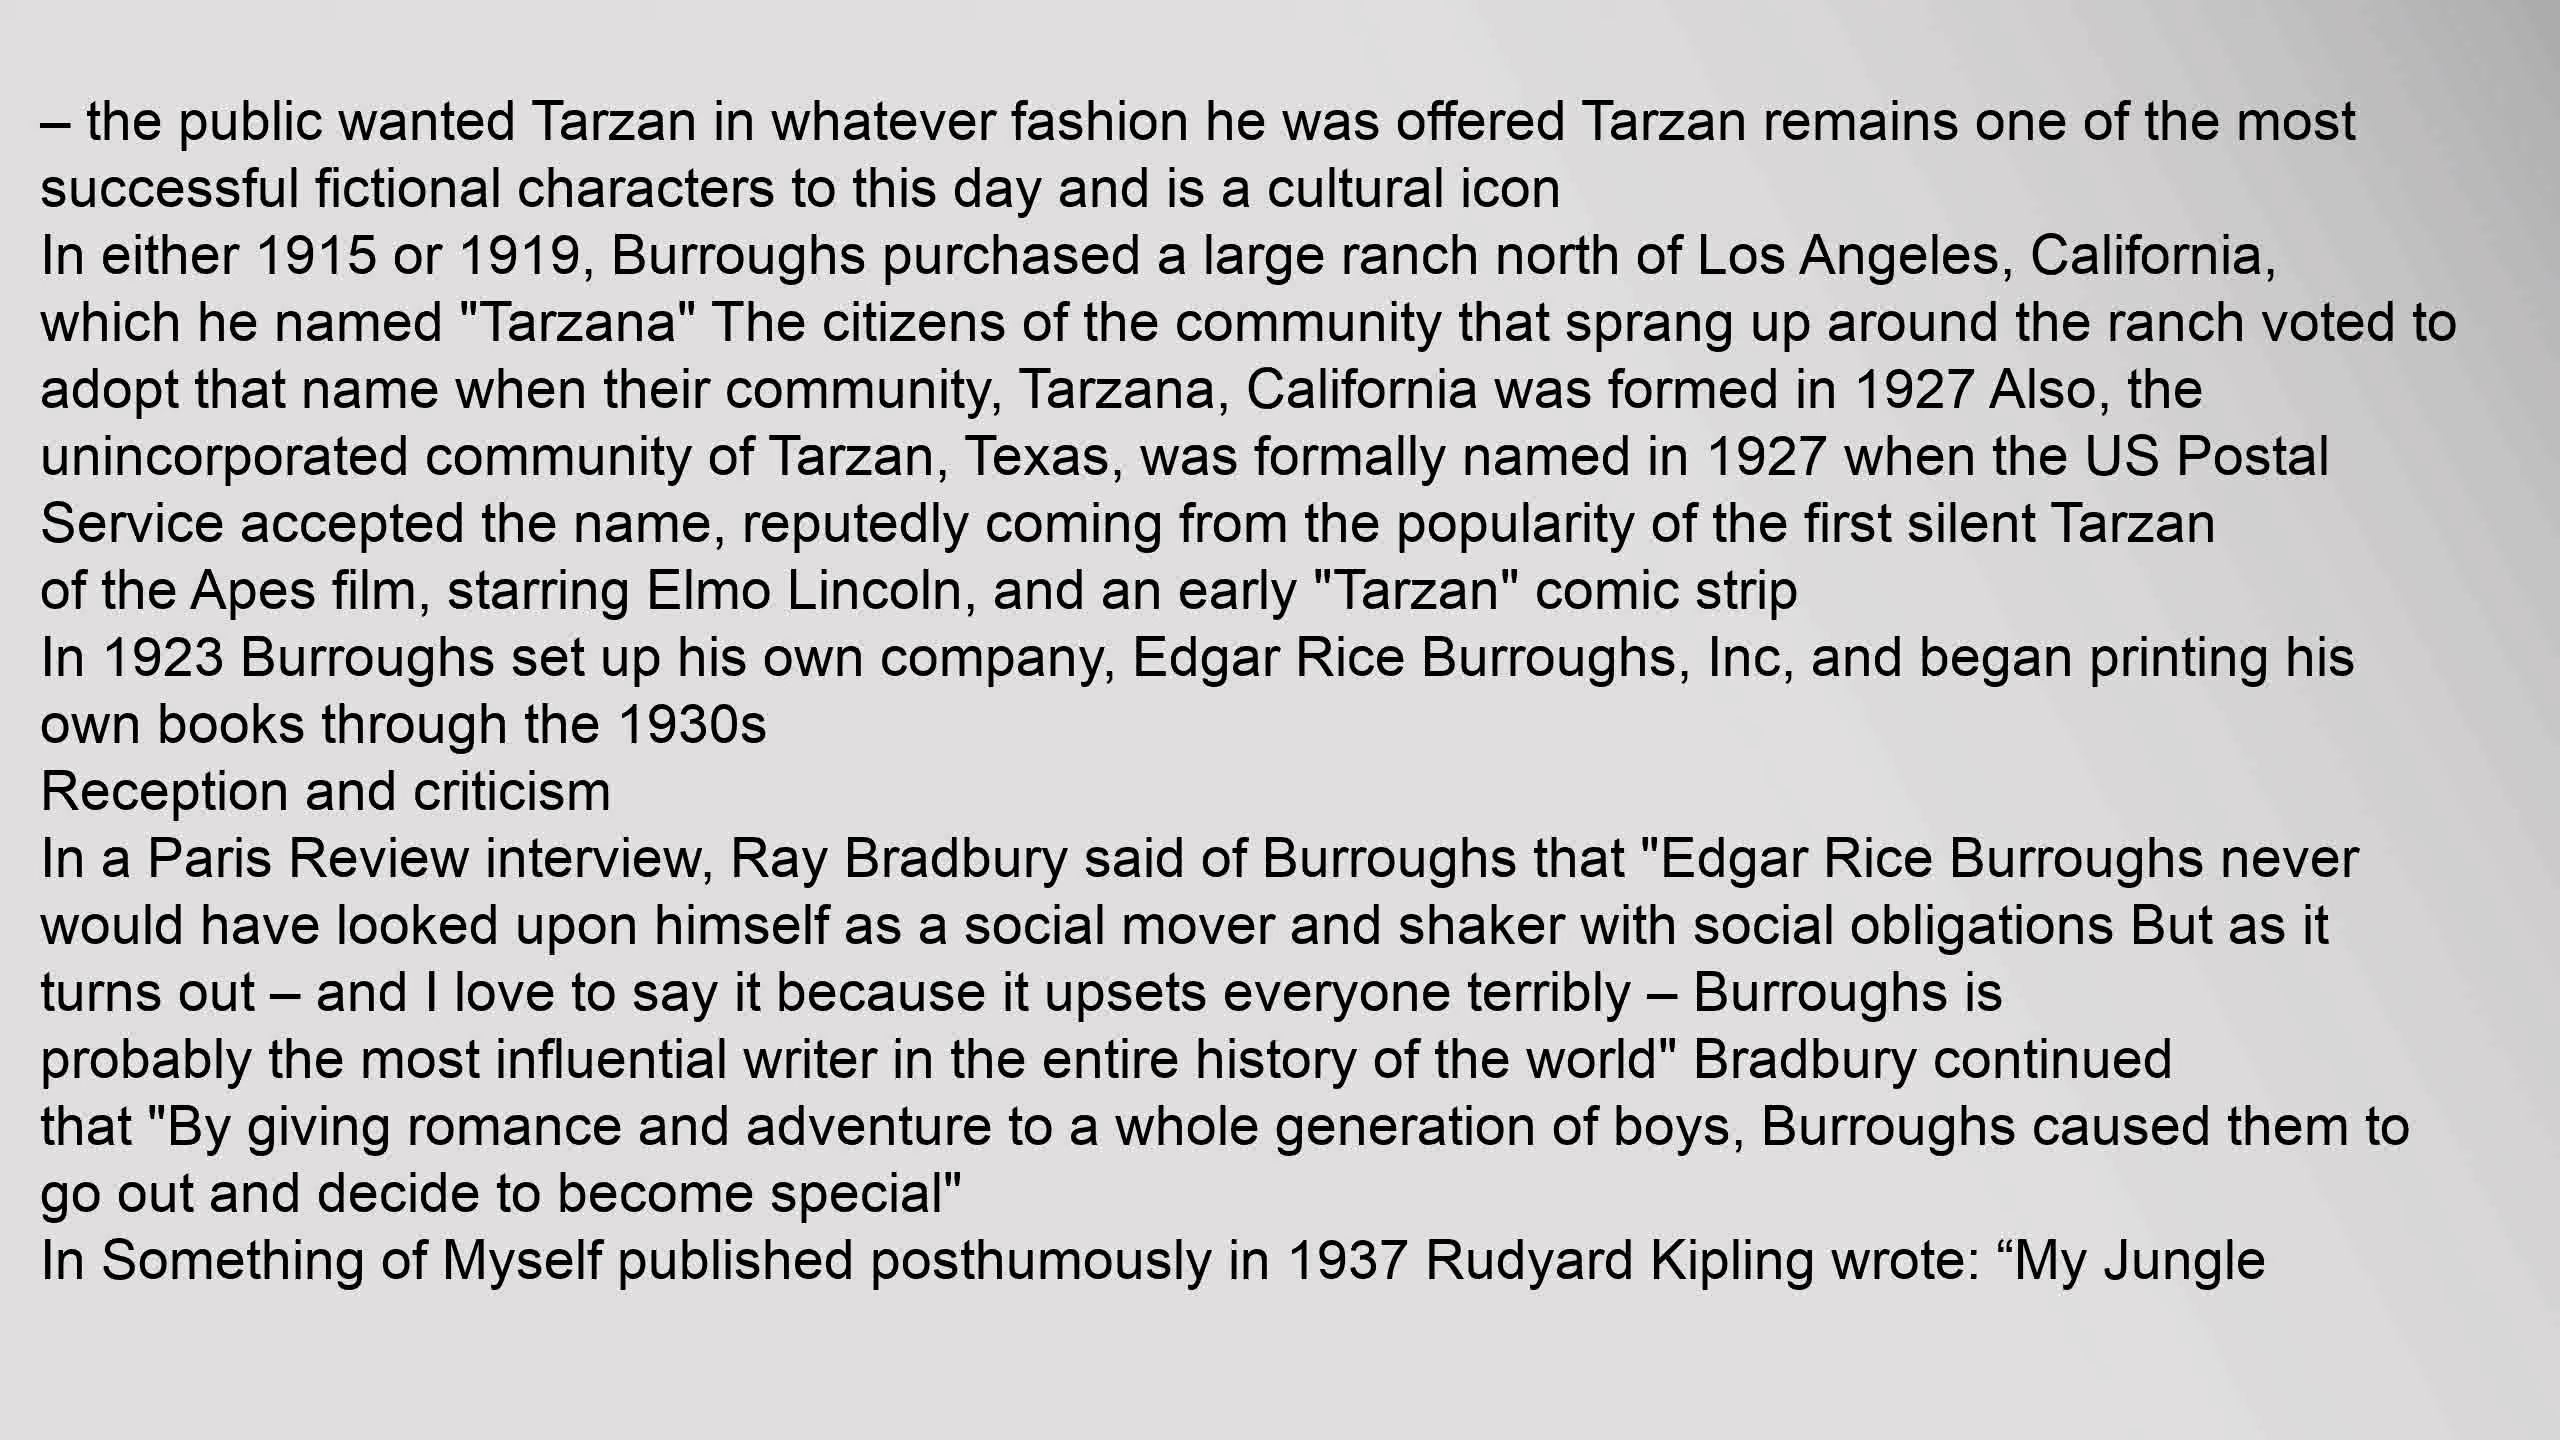 – the public wanted Tarzan in whatever fashion he was offered Tarzan remains one of the most
successful fictional characters to this day and is a cultural icon
In either 1915 or 1919, Burroughs purchased a large ranch north of Los Angeles, California,
which he named "Tarzana" The citizens of the community that sprang up around the ranch voted to
adopt that name when their community, Tarzana, California was formed in 1927 Also, the
unincorporated community of Tarzan, Texas, was formally named in 1927 when the US Postal
Service accepted the name, reputedly coming from the popularity of the first silent Tarzan
of the Apes film, starring Elmo Lincoln, and an early "Tarzan" comic strip
In 1923 Burroughs set up his own company, Edgar Rice Burroughs, Inc, and began printing his
own books through the 1930s
Reception and criticism
In a Paris Review interview, Ray Bradbury said of Burroughs that "Edgar Rice Burroughs never
would have looked upon himself as a social mover and shaker with social obligations But as it
turns out – and I love to say it because it upsets everyone terribly – Burroughs is
probably the most influential writer in the entire history of the world" Bradbury continued
that "By giving romance and adventure to a whole generation of boys, Burroughs caused them to
go out and decide to become special"
In Something of Myself published posthumously in 1937 Rudyard Kipling wrote: “My Jungle